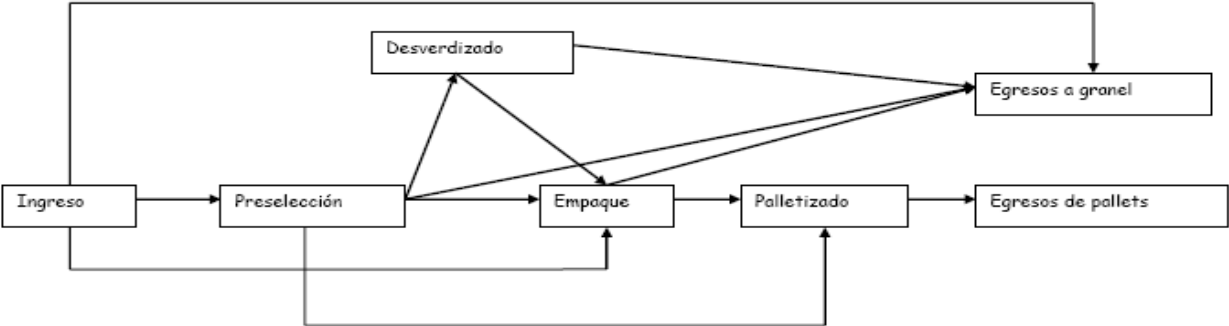 Desverdizado
Egresos a granel
Ingreso
Preselección
Empaque
Palletizado
Egresos de pallets